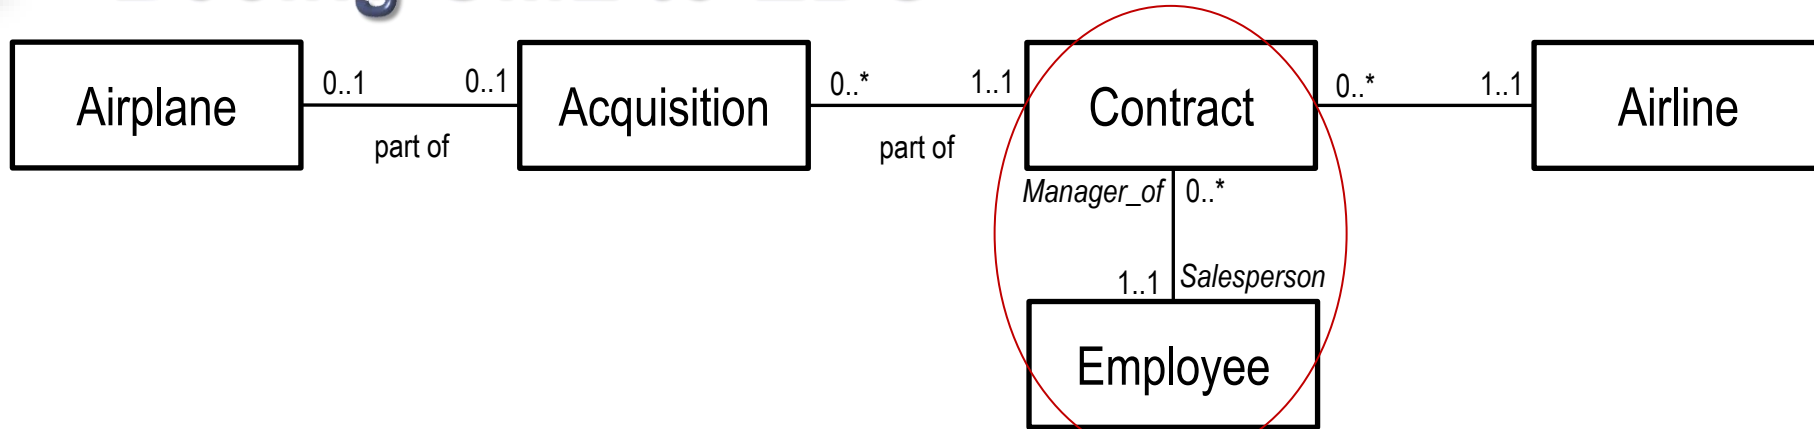 Airplane
0..1
0..1
part of
Acquisition
0..*
1..1
part of
Contract
0..*
1..1
Airline
Manager_of
0..*
1..1
Salesperson
Employee